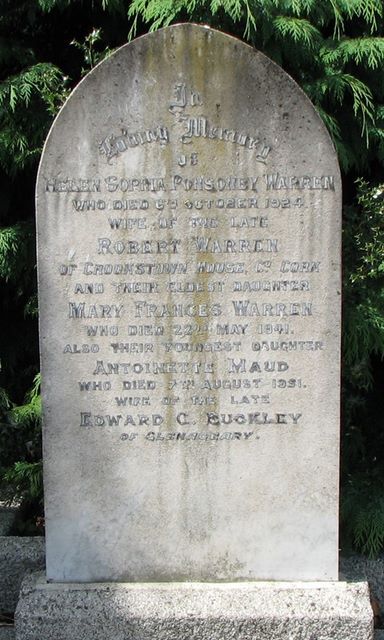 In
Loving Memory
OF
HELEN SOPHIA PONSONBY WARREN
WHO DIED 6TH OCTOBER 1924.
WIFE OF THE LATE
ROBERT WARREN
OF CROOKSTOWN HOUSE, CO CORK
AND THEIR ELDEST DAUGHTER
MARY FRANCES WARREN
WHO DIED 22ND MAY 1941.
ALSO THEIR YOUNGEST DAUGHTER
ANTOINETTE MAUD
WHO DIED 7TH AUGUST 1951.
WIFE OF THE LATE
EDWARD C. BUCKLEY
OF GLENAGEARY.